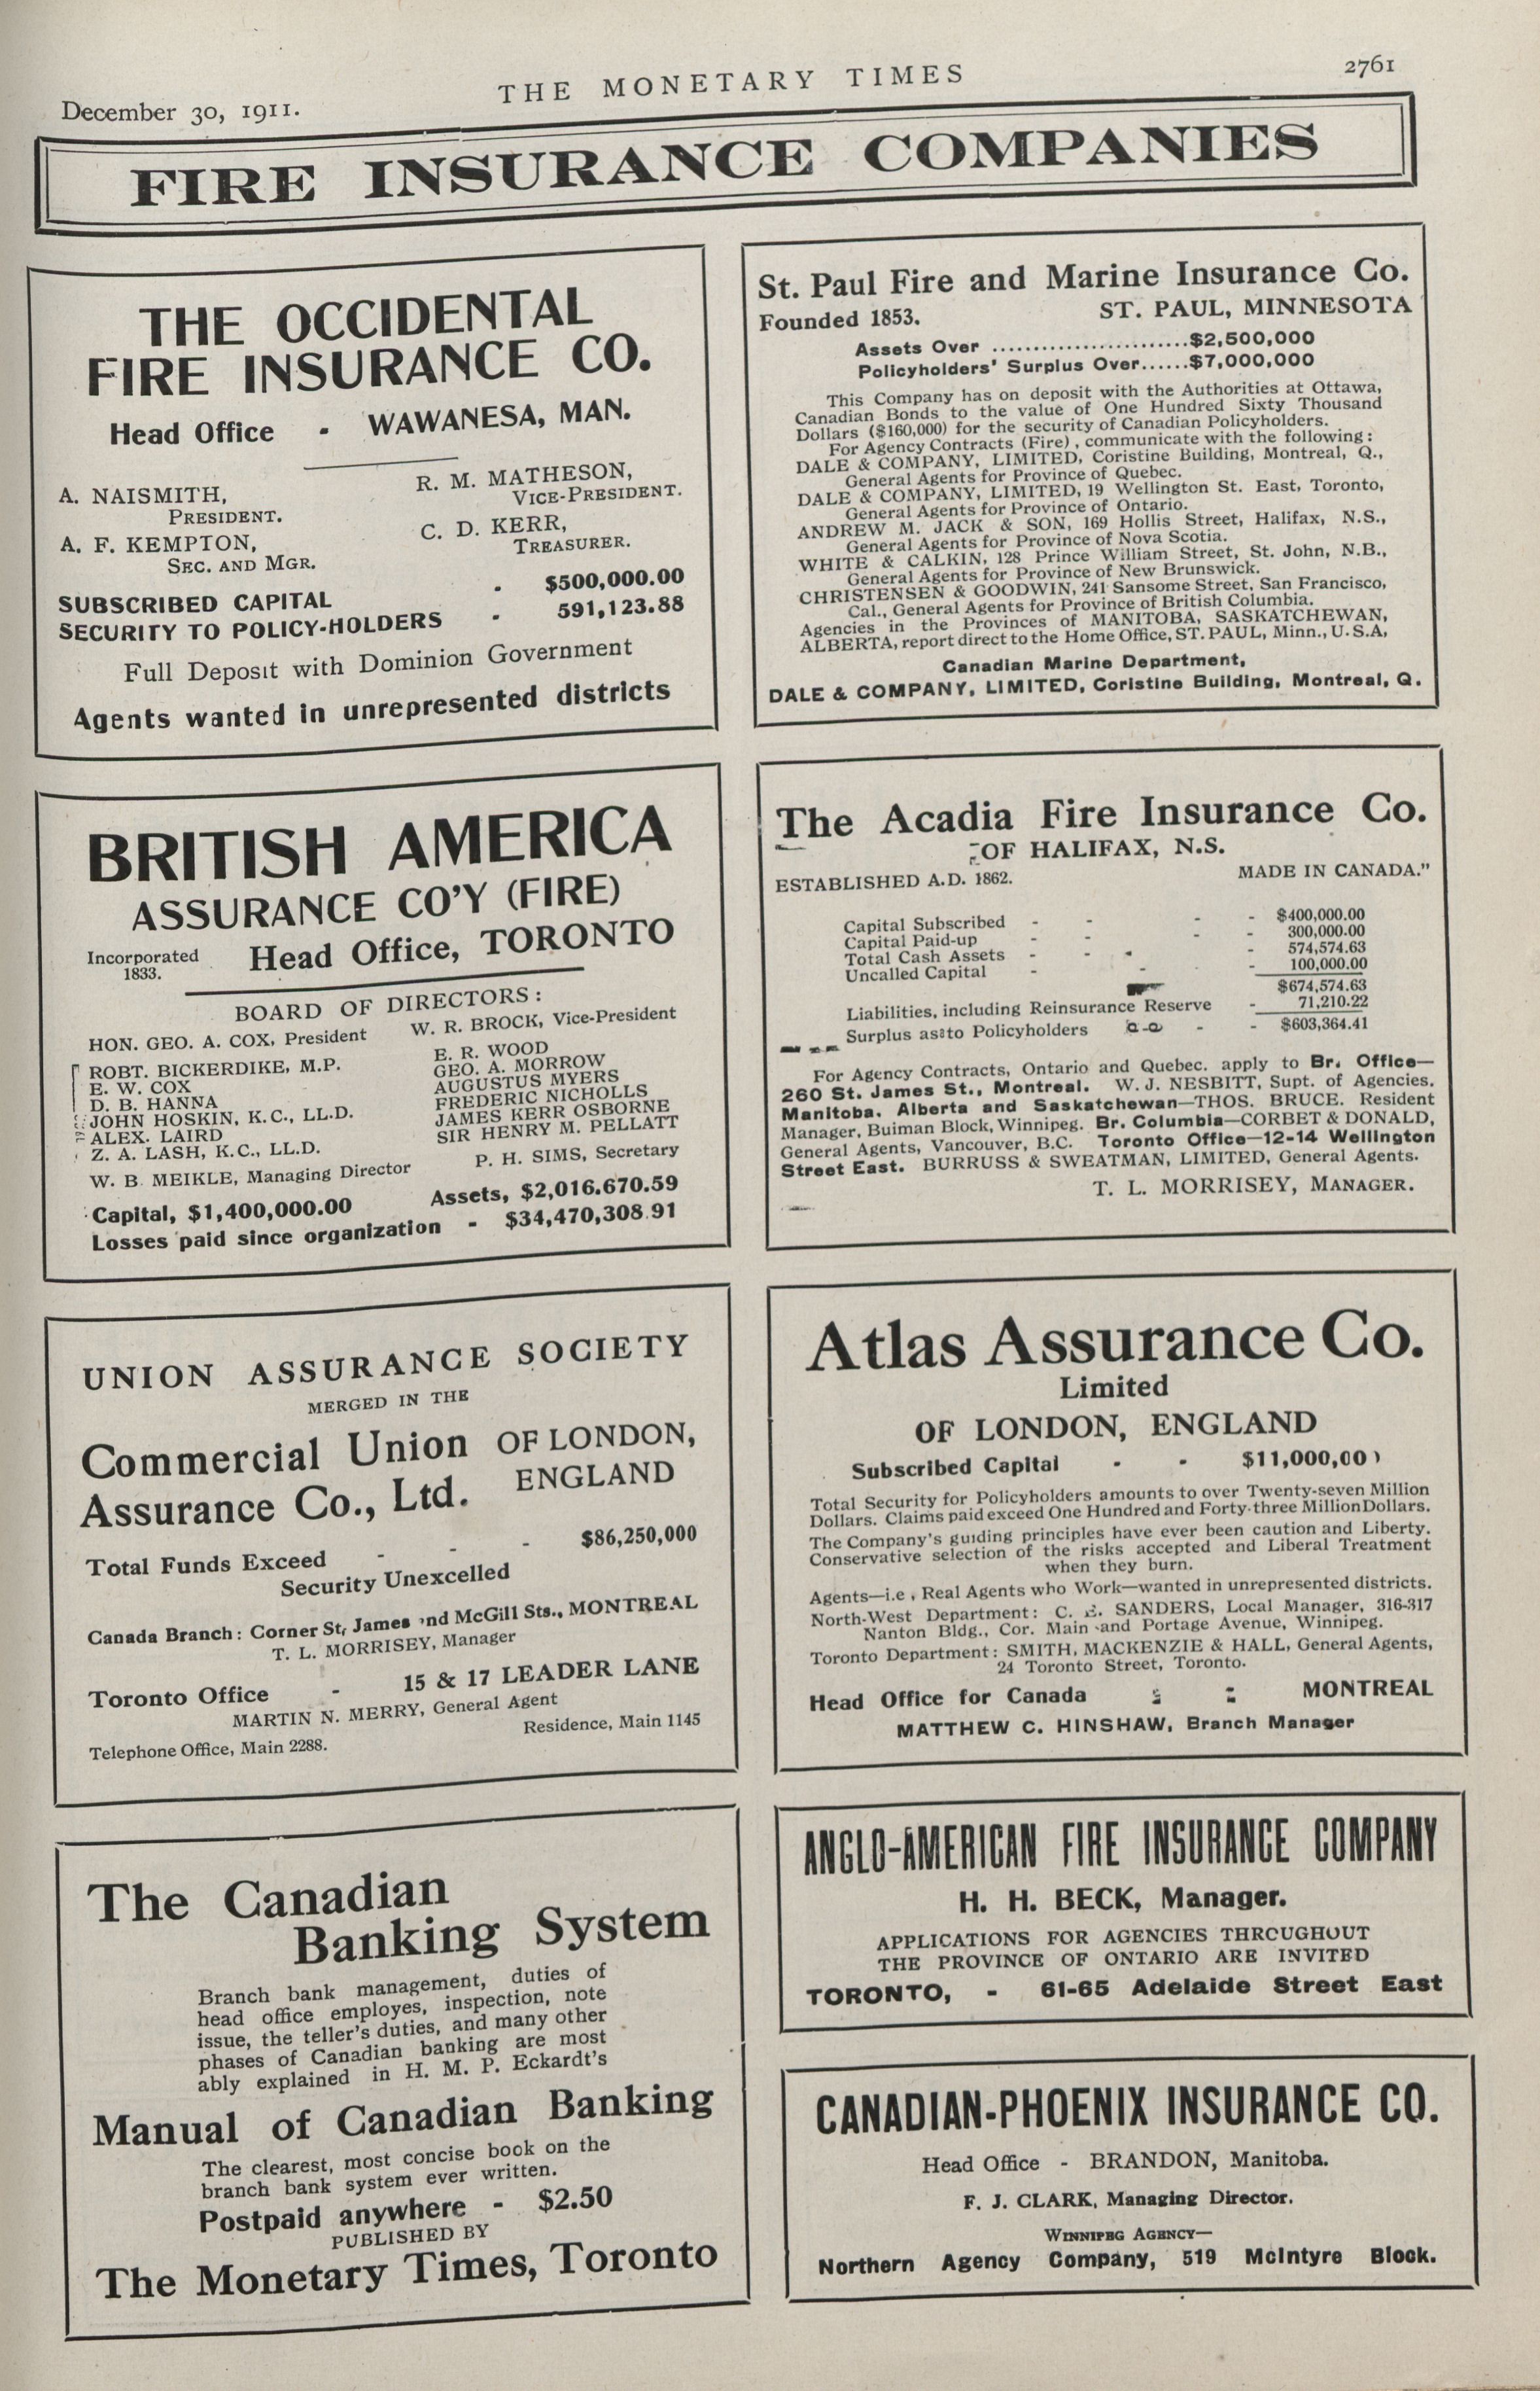 December 30, 1911.
THE MONETARY TIMES
2761
FIRE INSURANCE COMPANIES
THE OCCIDENTAL
FIRE INSURANCE CO.
Head Office - WAWANESA, MAN.
A. NAISMITH,
PRESIDENT.
A. F. KEMPTON,
SEC. AND MGR.
R. M. MATHESON,
VICE-PRESIDENT.
C. D. KERR,
TREASURER.
SUBSCRIBED CAPITAL - $500,000.00
SECURITY TO POLICY-HOLDERS - 591,123.88
Full Deposit with Dominion Government
Agents wanted in unrepresented districts
St. Paul Fire and Marine Insurance Co.
Founded 1853. ST. PAUL, MINNESOTA
Assets Over ........................$2,500,000
Policyholders' Surplus Over......$7,000,000
This Company has on deposit with the Authorities at Ottawa,
Canadian Bonds to the value of One Hundred Sixty Thousand
Dollars ($160,000) for the security of Canadian Policyholders.
For Agency Contracts (Fire), communicate with the following:
DALE & COMPANY, LIMITED, Coristine Building, Montreal, Q.,
General Agents for Province of Quebec.
DALE & COMPANY, LIMITED, 19 Wellington St. East, Toronto,
General Agents for Province of Ontario.
ANDREW M. JACK & SON, 169 Hollis Street, Halifax, N.S.,
General Agents for Province of Nova Scotia.
WHITE & CALKIN, 128 Prince William Street, St. John, N.B.,
General Agents for Province of New Brunswick.
CHRISTENSEN & GOODWIN, 241 Sansome Street, San Francisco,
Cal., General Agents for Province of British Columbia.
Agencies in the Provinces of MANITOBA, SASKATCHEWAN,
ALBERTA, report direct to the Home Office, ST. PAUL, Minn., U.S.A,
Canadian Marine Department,
DALE & COMPANY, LIMITED, Coristine Building, Montreal, Q.
BRITISH AMERICA
ASSURANCE CO'Y (FIRE)
Incorporated
1833.
Head Office, TORONTO
BOARD OF DIRECTORS:
HON. GEO. A. COX, President W. R. BROCK, Vice-President
ROBT. BICKERDIKE, M.P.
E. W. COX
D. B. HANNA
JOHN HOSKIN, K.C., LL.D.
ALEX. LAIRD
Z. A. LASH, K.C., LL.D.
E. R. WOOD
GEO. A. MORROW
AUGUSTUS MYERS
FREDERIC NICHOLLS
JAMES KERR OSBORNE
SIR HENRY M. PELLATT
W. B. MEIKLE, Managing Director P. H. SIMS, Secretary
Capital, $1,400,000.00 Assets, $2,016.670.59
Losses paid since organization - $34,470,308.91
The Acadia Fire Insurance Co.
OF HALIFAX, N.S.
ESTABLISHED A.D. 1862. MADE IN CANADA."
Capital Subscribed - - - - $400,000.00
Capital Paid-up - - - - 300,000.00
Total Cash Assets - - - - 574,574.63
Uncalled Capital - - - 100,000.00
$674,574.63
Liabilities, including Reinsurance Reserve - 71,210.22
Surplus as to Policyholders - - $603,364.41
For Agency Contracts, Ontario and Quebec. apply to Br. Office—
260 St. James St., Montreal. W. J. NESBITT, Supt. of Agencies.
Manitoba. Alberta and Saskatchewan—THOS. BRUCE. Resident
Manager, Buiman Block, Winnipeg. Br. Columbia—CORBET & DONALD,
General Agents, Vancouver, B.C. Toronto Office—12-14 Wellington
Street East. BURRUSS & SWEATMAN, LIMITED, General Agents.
T. L. MORRISEY, MANAGER.
UNION ASSURANCE SOCIETY
MERGED IN THE
Commercial Union
Assurance Co., Ltd.
OF LONDON,
ENGLAND
Total Funds Exceed - - - $86,250,000
Security Unexcelled
Canada Branch: Corner St, James and McGill Sts., MONTREAL
T. L. MORRISEY, Manager
Toronto Office - 15 & 17 LEADER LANE
MARTIN N. MERRY, General Agent
Telephone Office, Main 2288. Residence, Main 1145
Atlas Assurance Co.
Limited
OF LONDON, ENGLAND
Subscribed Capital - - $11,000,000
Total Security for Policyholders amounts to over Twenty-seven Million
Dollars. Claims paid exceed One Hundred and Forty-three Million Dollars.
The Company's guiding principles have ever been caution and Liberty.
Conservative selection of the risks accepted and Liberal Treatment
when they burn.
Agents—i.e, Real Agents who Work—wanted in unrepresented districts.
North-West Department: C. E. SANDERS, Local Manager, 316-317
Nanton Bldg., Cor. Main and Portage Avenue, Winnipeg.
Toronto Department: SMITH, MACKENZIE & HALL, General Agents,
24 Toronto Street, Toronto.
Head Office for Canada : : MONTREAL
MATTHEW C. HINSHAW, Branch Manager
The Canadian
Banking System
Branch bank management, duties of
head office employes, inspection, note
issue, the teller's duties, and many other
phases of Canadian banking are most
ably explained in H. M. P. Eckardt's
Manual of Canadian Banking
The clearest, most concise book on the
branch bank system ever written.
Postpaid anywhere - $2.50
PUBLISHED BY
The Monetary Times, Toronto
ANGLO-AMERICAN FIRE INSURANCE COMPANY
H. H. BECK, Manager.
APPLICATIONS FOR AGENCIES THROUGHOUT
THE PROVINCE OF ONTARIO ARE INVITED
TORONTO, - 61-65 Adelaide Street East
CANADIAN-PHOENIX INSURANCE CO.
Head Office - BRANDON, Manitoba.
F. J. CLARK, Managing Director.
WINNIPEG AGENCY—
Northern Agency Company, 519 McIntyre Block.